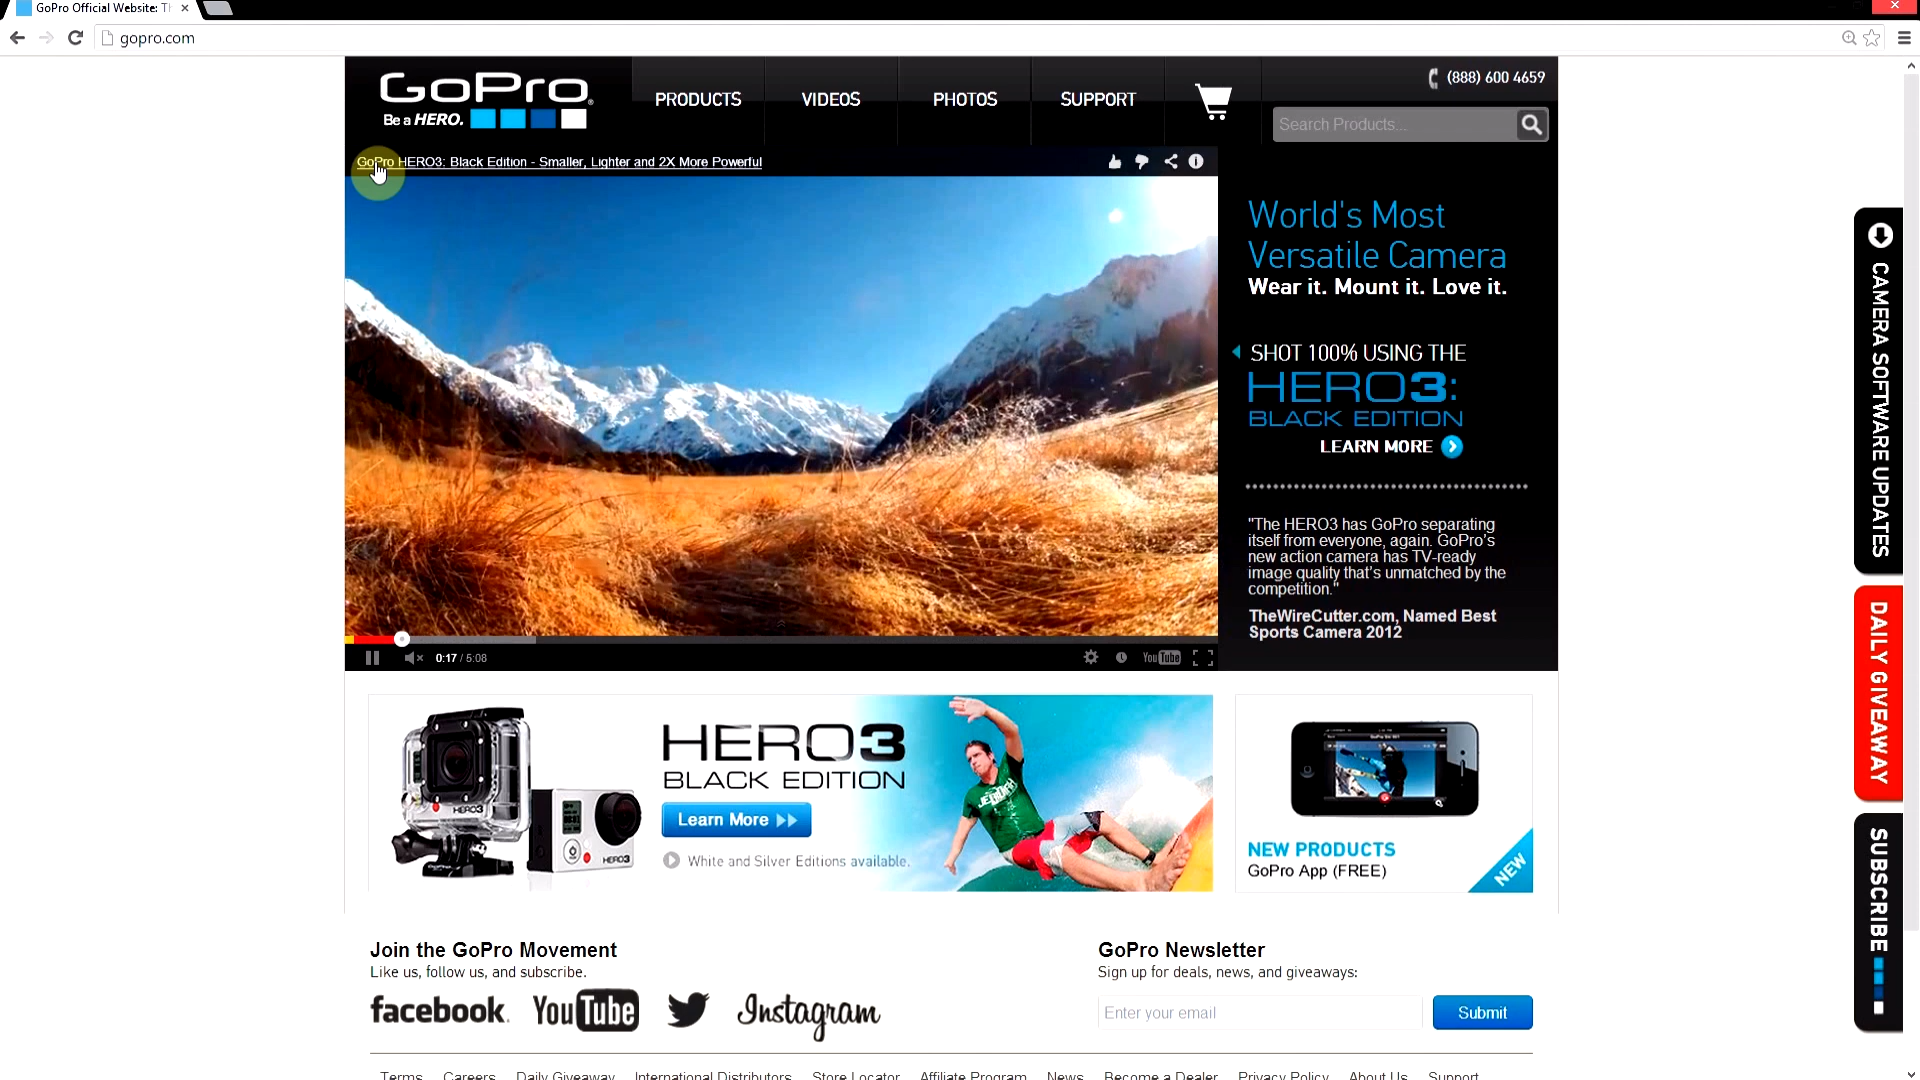 GoPro Official Website: Th
gopro.com
GoPro
Be a HERO.
PRODUCTS
VIDEOS
PHOTOS
SUPPORT
(888) 600 4659
Search Products...
GoPro HERO3: Black Edition - Smaller, Lighter and 2X More Powerful
World's Most
Versatile Camera
Wear it. Mount it. Love it.
SHOT 100% USING THE
HERO3:
BLACK EDITION
LEARN MORE
"The HERO3 has GoPro separating
itself from everyone, again. GoPro's
new action camera has TV-ready
image quality that's unmatched by the
competition."
TheWireCutter.com, Named Best
Sports Camera 2012
0:17 / 5:08
YouTube
CAMERA SOFTWARE UPDATES
DAILY GIVEAWAY
SUBSCRIBE
HERO3
BLACK EDITION
Learn More
White and Silver Editions available.
HERO3
HERO3
NEW PRODUCTS
GoPro App (FREE)
NEW
Join the GoPro Movement
Like us, follow us, and subscribe.
facebook.
YouTube
Instagram
GoPro Newsletter
Sign up for deals, news, and giveaways:
Enter your email
Submit
Terms
Careers
Daily Giveaway
International Distributors
Store Locator
Affiliate Program
News
Become a Dealer
Privacy Policy
About Us
Support